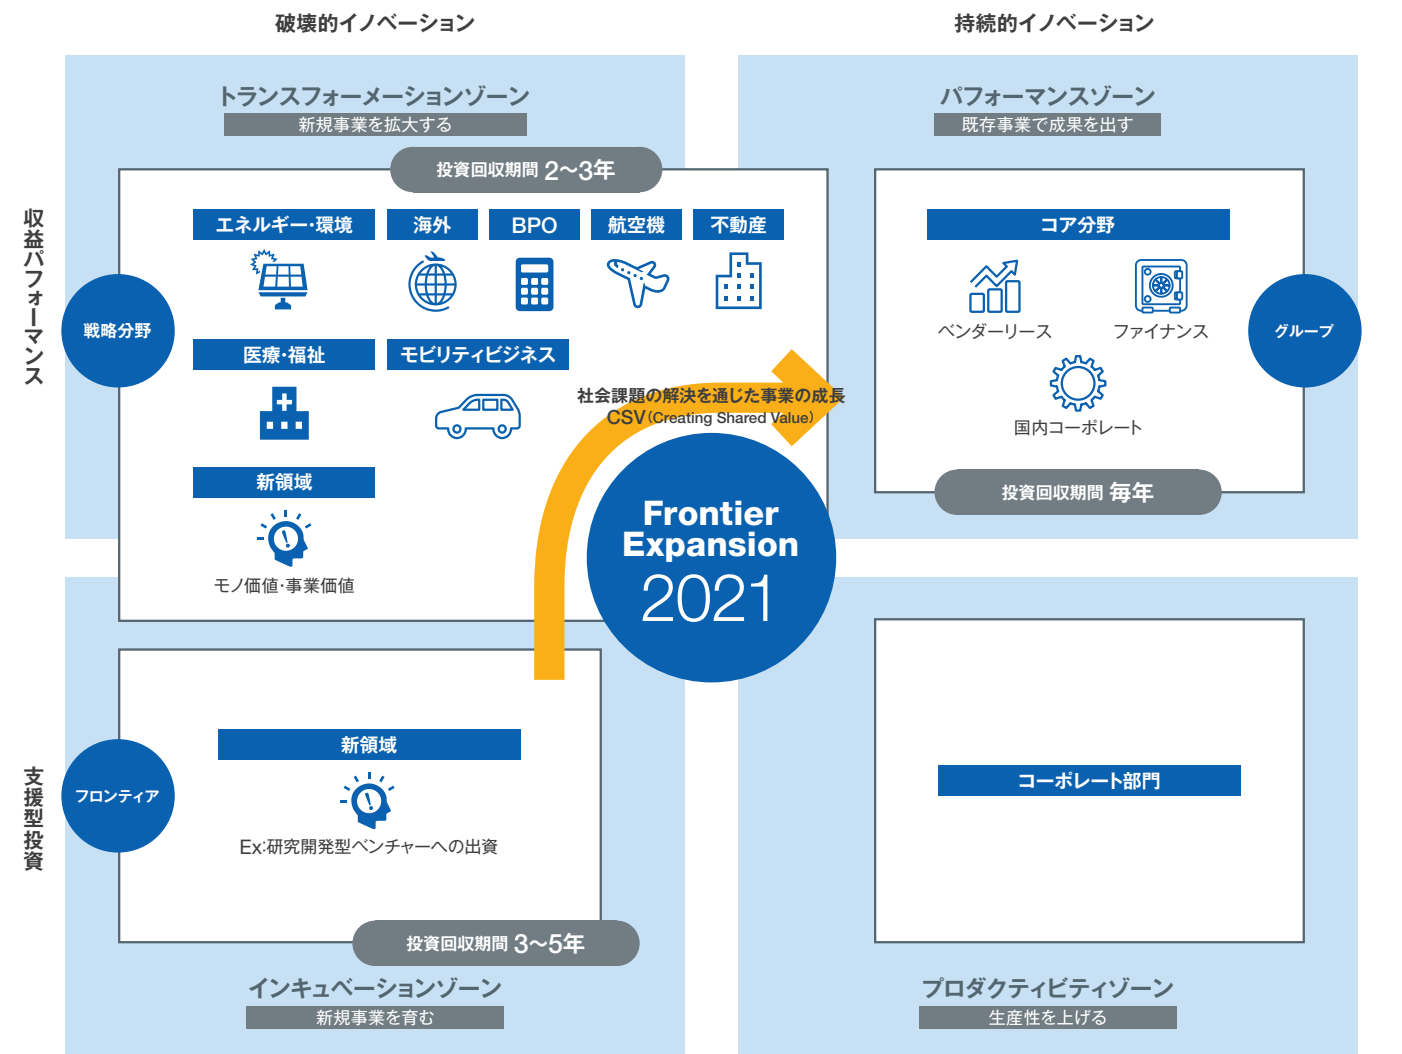 破壊的イノベーション
持続的イノベーション
収益パフォーマンス
支援型投資
トランスフォーメーションゾーン
新規事業を拡大する
投資回収期間 2〜3年
戦略分野
エネルギー・環境
海外
BPO
航空機
不動産
医療・福祉
モビリティビジネス
新領域
モノ価値・事業価値
社会課題の解決を通じた事業の成長
CSV(Creating Shared Value)
Frontier
Expansion
2021
パフォーマンスゾーン
既存事業で成果を出す
コア分野
ベンダーリース
ファイナンス
国内コーポレート
グループ
投資回収期間 毎年
フロンティア
新領域
Ex:研究開発型ベンチャーへの出資
投資回収期間 3〜5年
インキュベーションゾーン
新規事業を育む
コーポレート部門
プロダクティビティゾーン
生産性を上げる